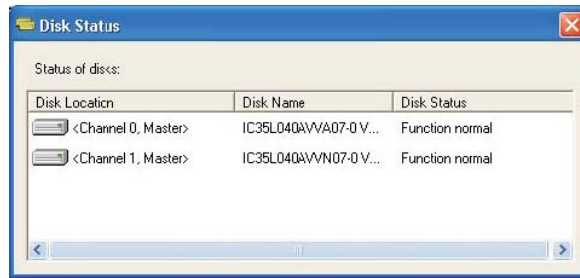 Disk Status
Status of discs:
Disk Location Disk Name Disk Status
<Channel 0, Master> IC35L040AVVA07-0 V... Function normal
<Channel 1, Master> IC35L040AVVN07-0 V... Function normal